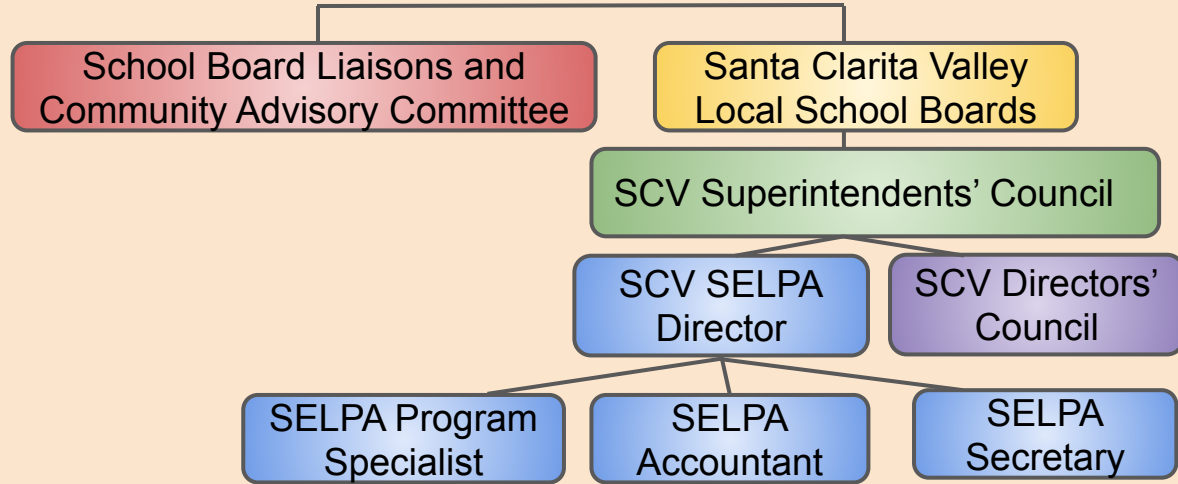 School Board Liaisons and
Community Advisory Committee
Santa Clarita Valley
Local School Boards
SCV Superintendents’ Council
SCV SELPA
Director
SCV Directors’
Council
SELPA Program
Specialist
SELPA
Accountant
SELPA
Secretary